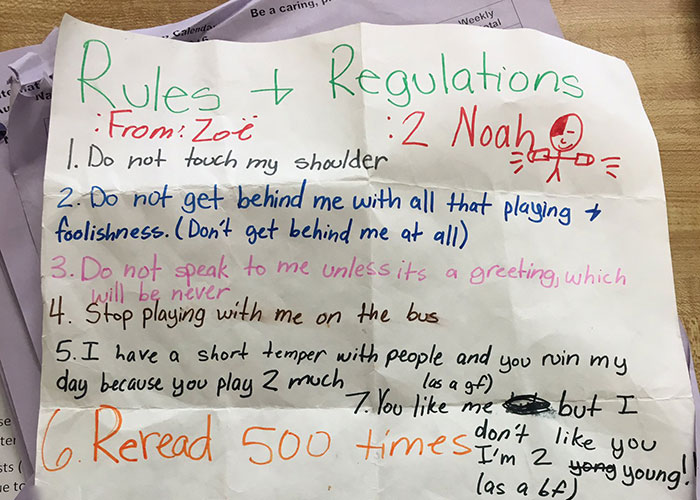 Be a caring, p
Calenda
Weekly
Rules + Regulations
:From: Zoë
:2 Noah
1. Do not touch my shoulder
2. Do not get behind me with all that playing +
foolishness. (Don't get behind me at all)
3. Do not speak to me unless its a greeting, which
will be never
4. Stop playing with me on the bus
5. I have a short temper with people and you ruin my
day because you play 2 much
6. Reread 500 times
(as a gf)
7. You like me but I
don't like you
I'm 2 yong young!!
(as a bf)